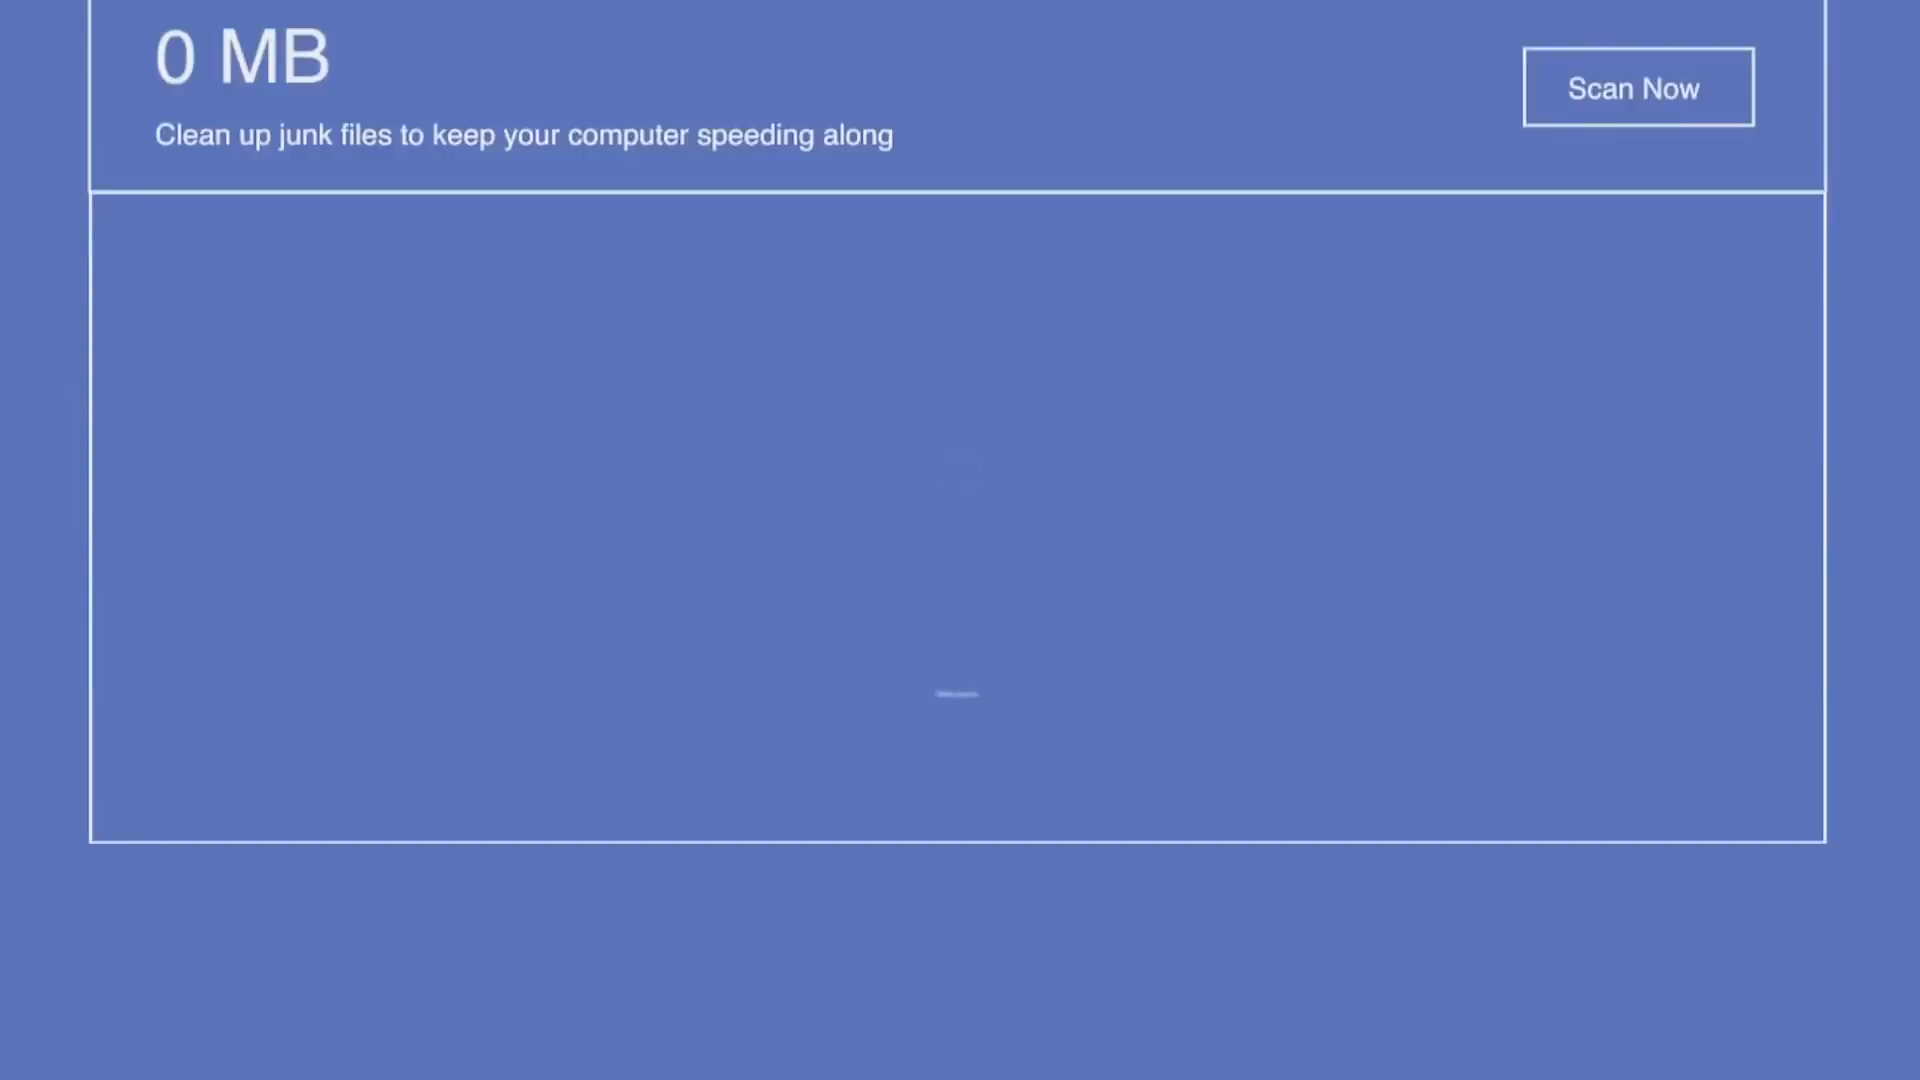 0 MB
Scan Now
Clean up junk files to keep your computer speeding along